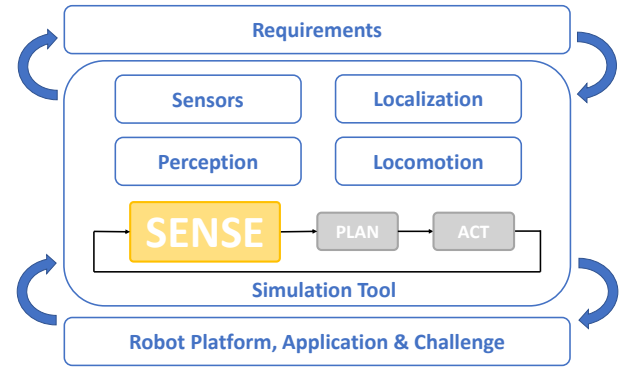 Requirements
Sensors
Localization
Perception
Locomotion
SENSE
PLAN
ACT
Simulation Tool
Robot Platform, Application & Challenge